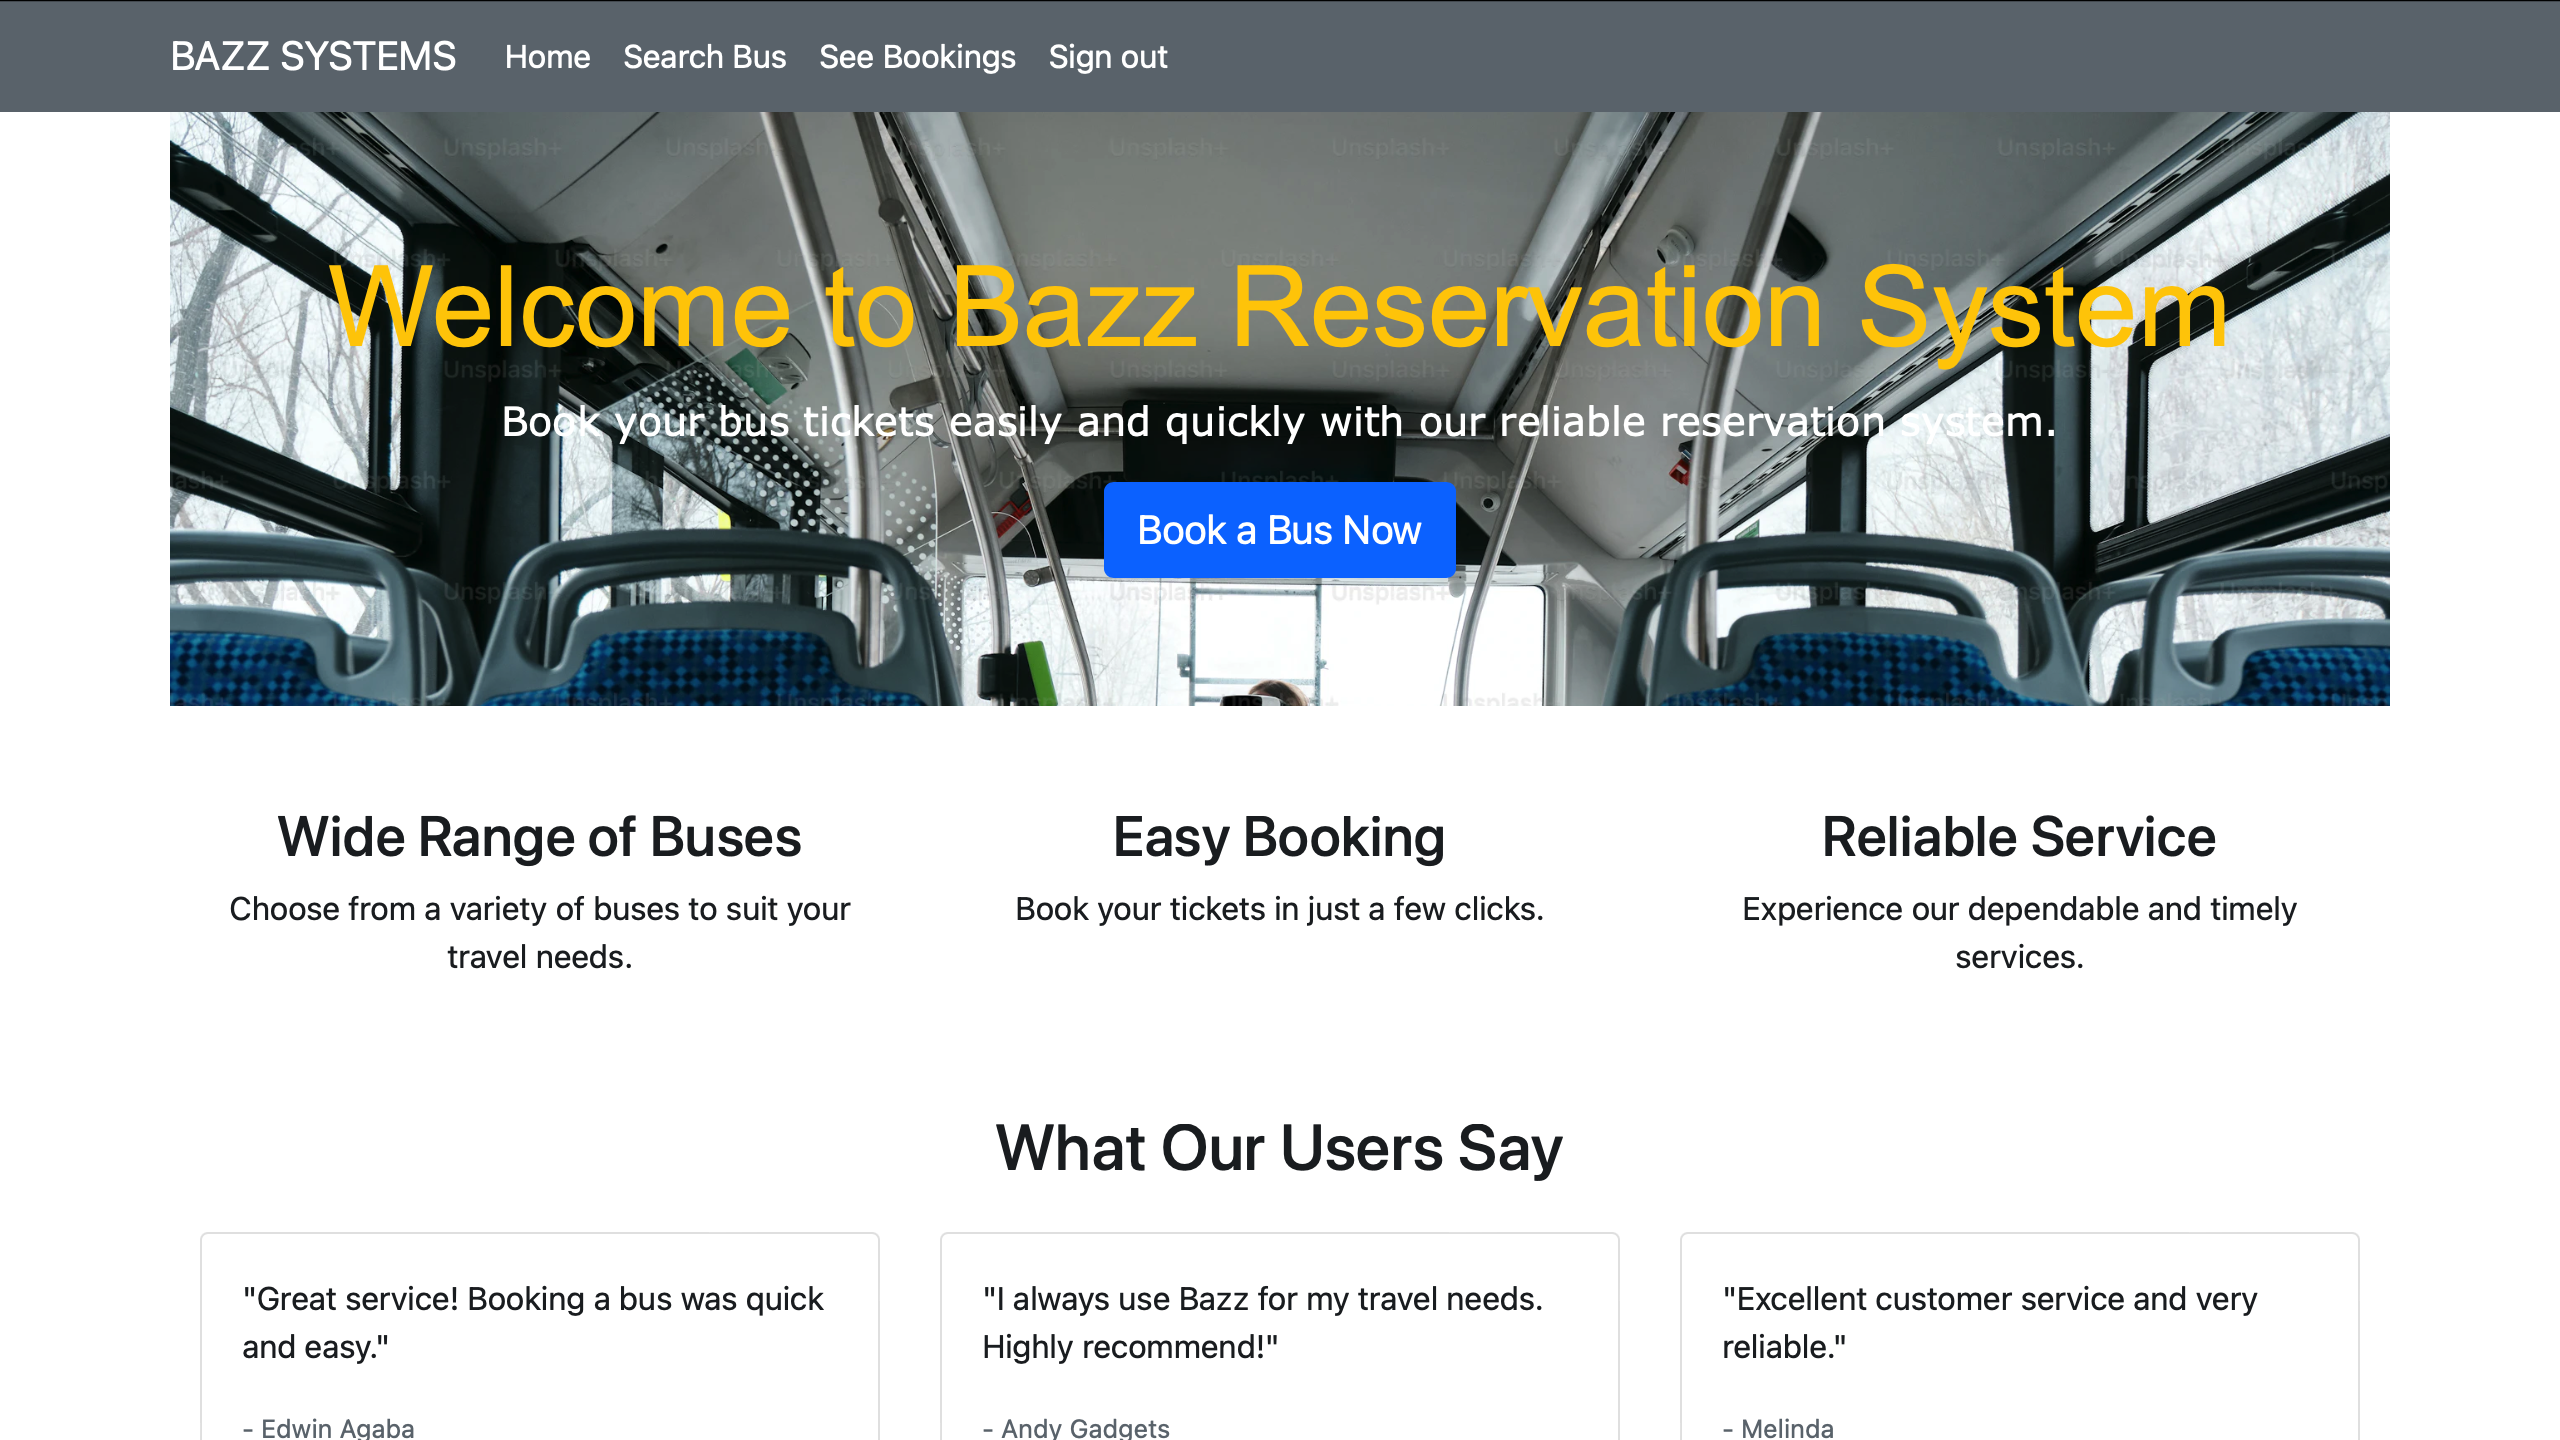 BAZZ SYSTEMS Home Search Bus See Bookings Sign out
Welcome to Bazz Reservation System
Book your bus tickets easily and quickly with our reliable reservation system.
Book a Bus Now
Wide Range of Buses
Choose from a variety of buses to suit your
travel needs.
Easy Booking
Book your tickets in just a few clicks.
Reliable Service
Experience our dependable and timely
services.
What Our Users Say
"Great service! Booking a bus was quick
and easy."
- Edwin Agaba
"I always use Bazz for my travel needs.
Highly recommend!"
- Andy Gadgets
"Excellent customer service and very
reliable."
- Melinda